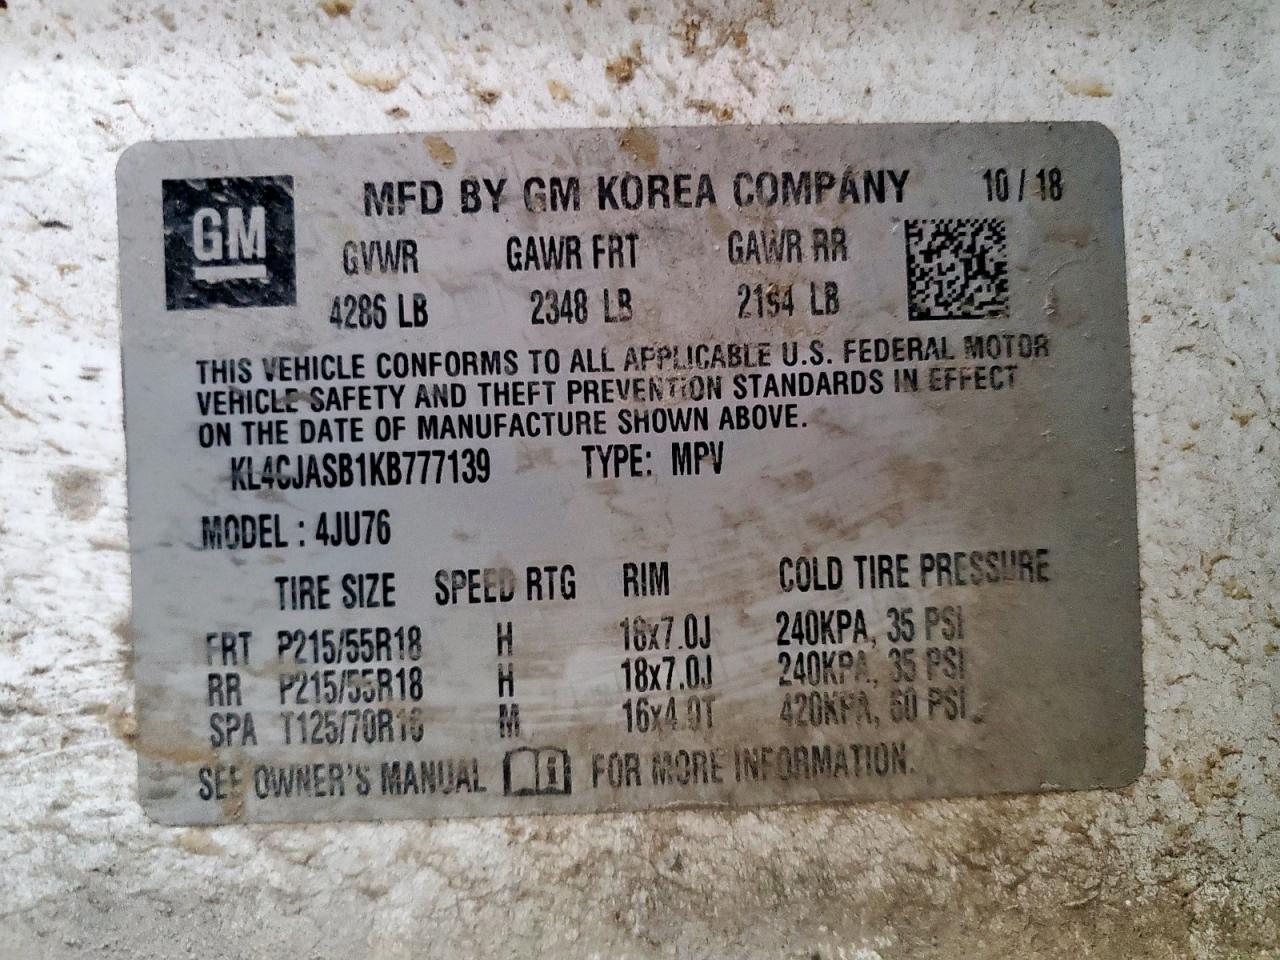 GM
MFD BY GM KOREA COMPANY 10 / 18
GVWR GAWR FRT GAWR RR
4286 LB 2348 LB 2194 LB
THIS VEHICLE CONFORMS TO ALL APPLICABLE U.S. FEDERAL MOTOR
VEHICLE SAFETY AND THEFT PREVENTION STANDARDS IN EFFECT
ON THE DATE OF MANUFACTURE SHOWN ABOVE.
KL4CJASB1KB777139 TYPE: MPV
MODEL : 4JU76
TIRE SIZE SPEED RTG RIM COLD TIRE PRESSURE
FRT P215/55R18 H 18x7.0J 240KPA, 35 PSI
RR P215/55R18 H 18x7.0J 240KPA, 35 PSI
SPA T125/70R16 M 16x4.0T 420KPA, 60 PSI
SEE OWNER'S MANUAL FOR MORE INFORMATION.